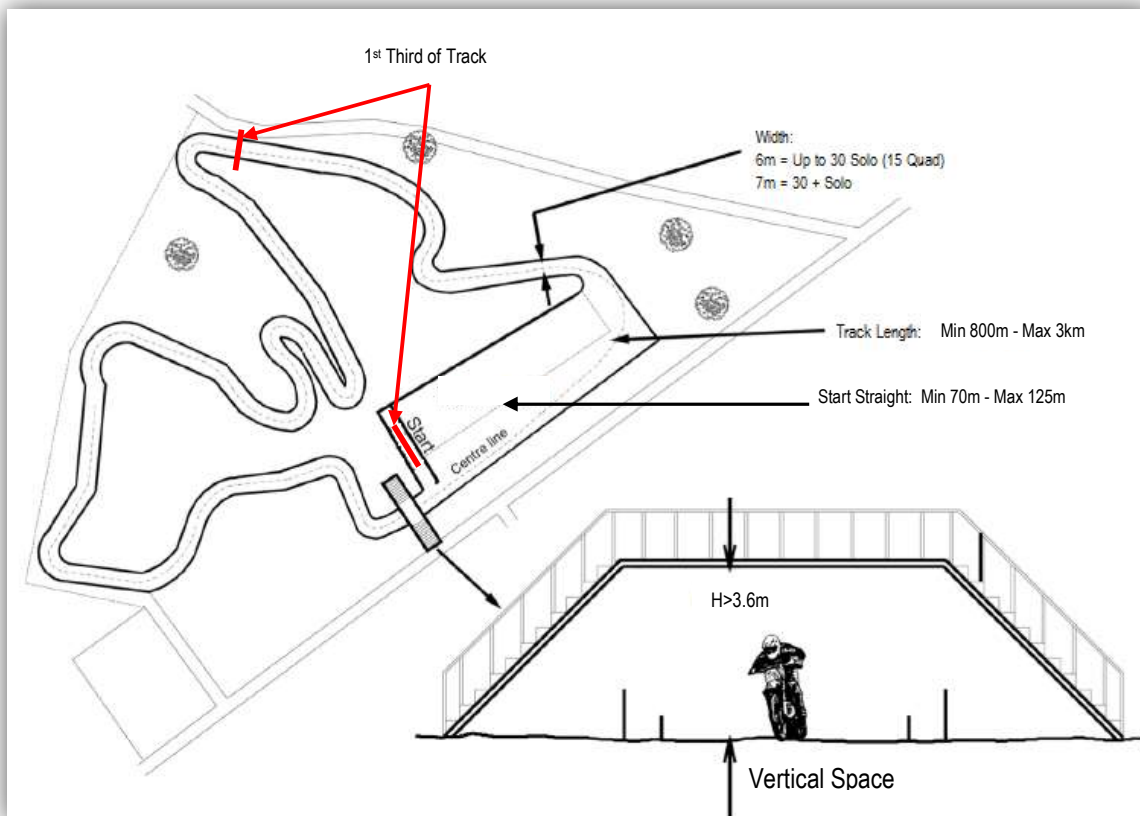 1st Third of Track
Width:
6m = Up to 30 Solo (15 Quad)
7m = 30 + Solo
Track Length: Min 800m - Max 3km
Start Straight: Min 70m - Max 125m
Start
Centre line
H>3.6m
Vertical Space